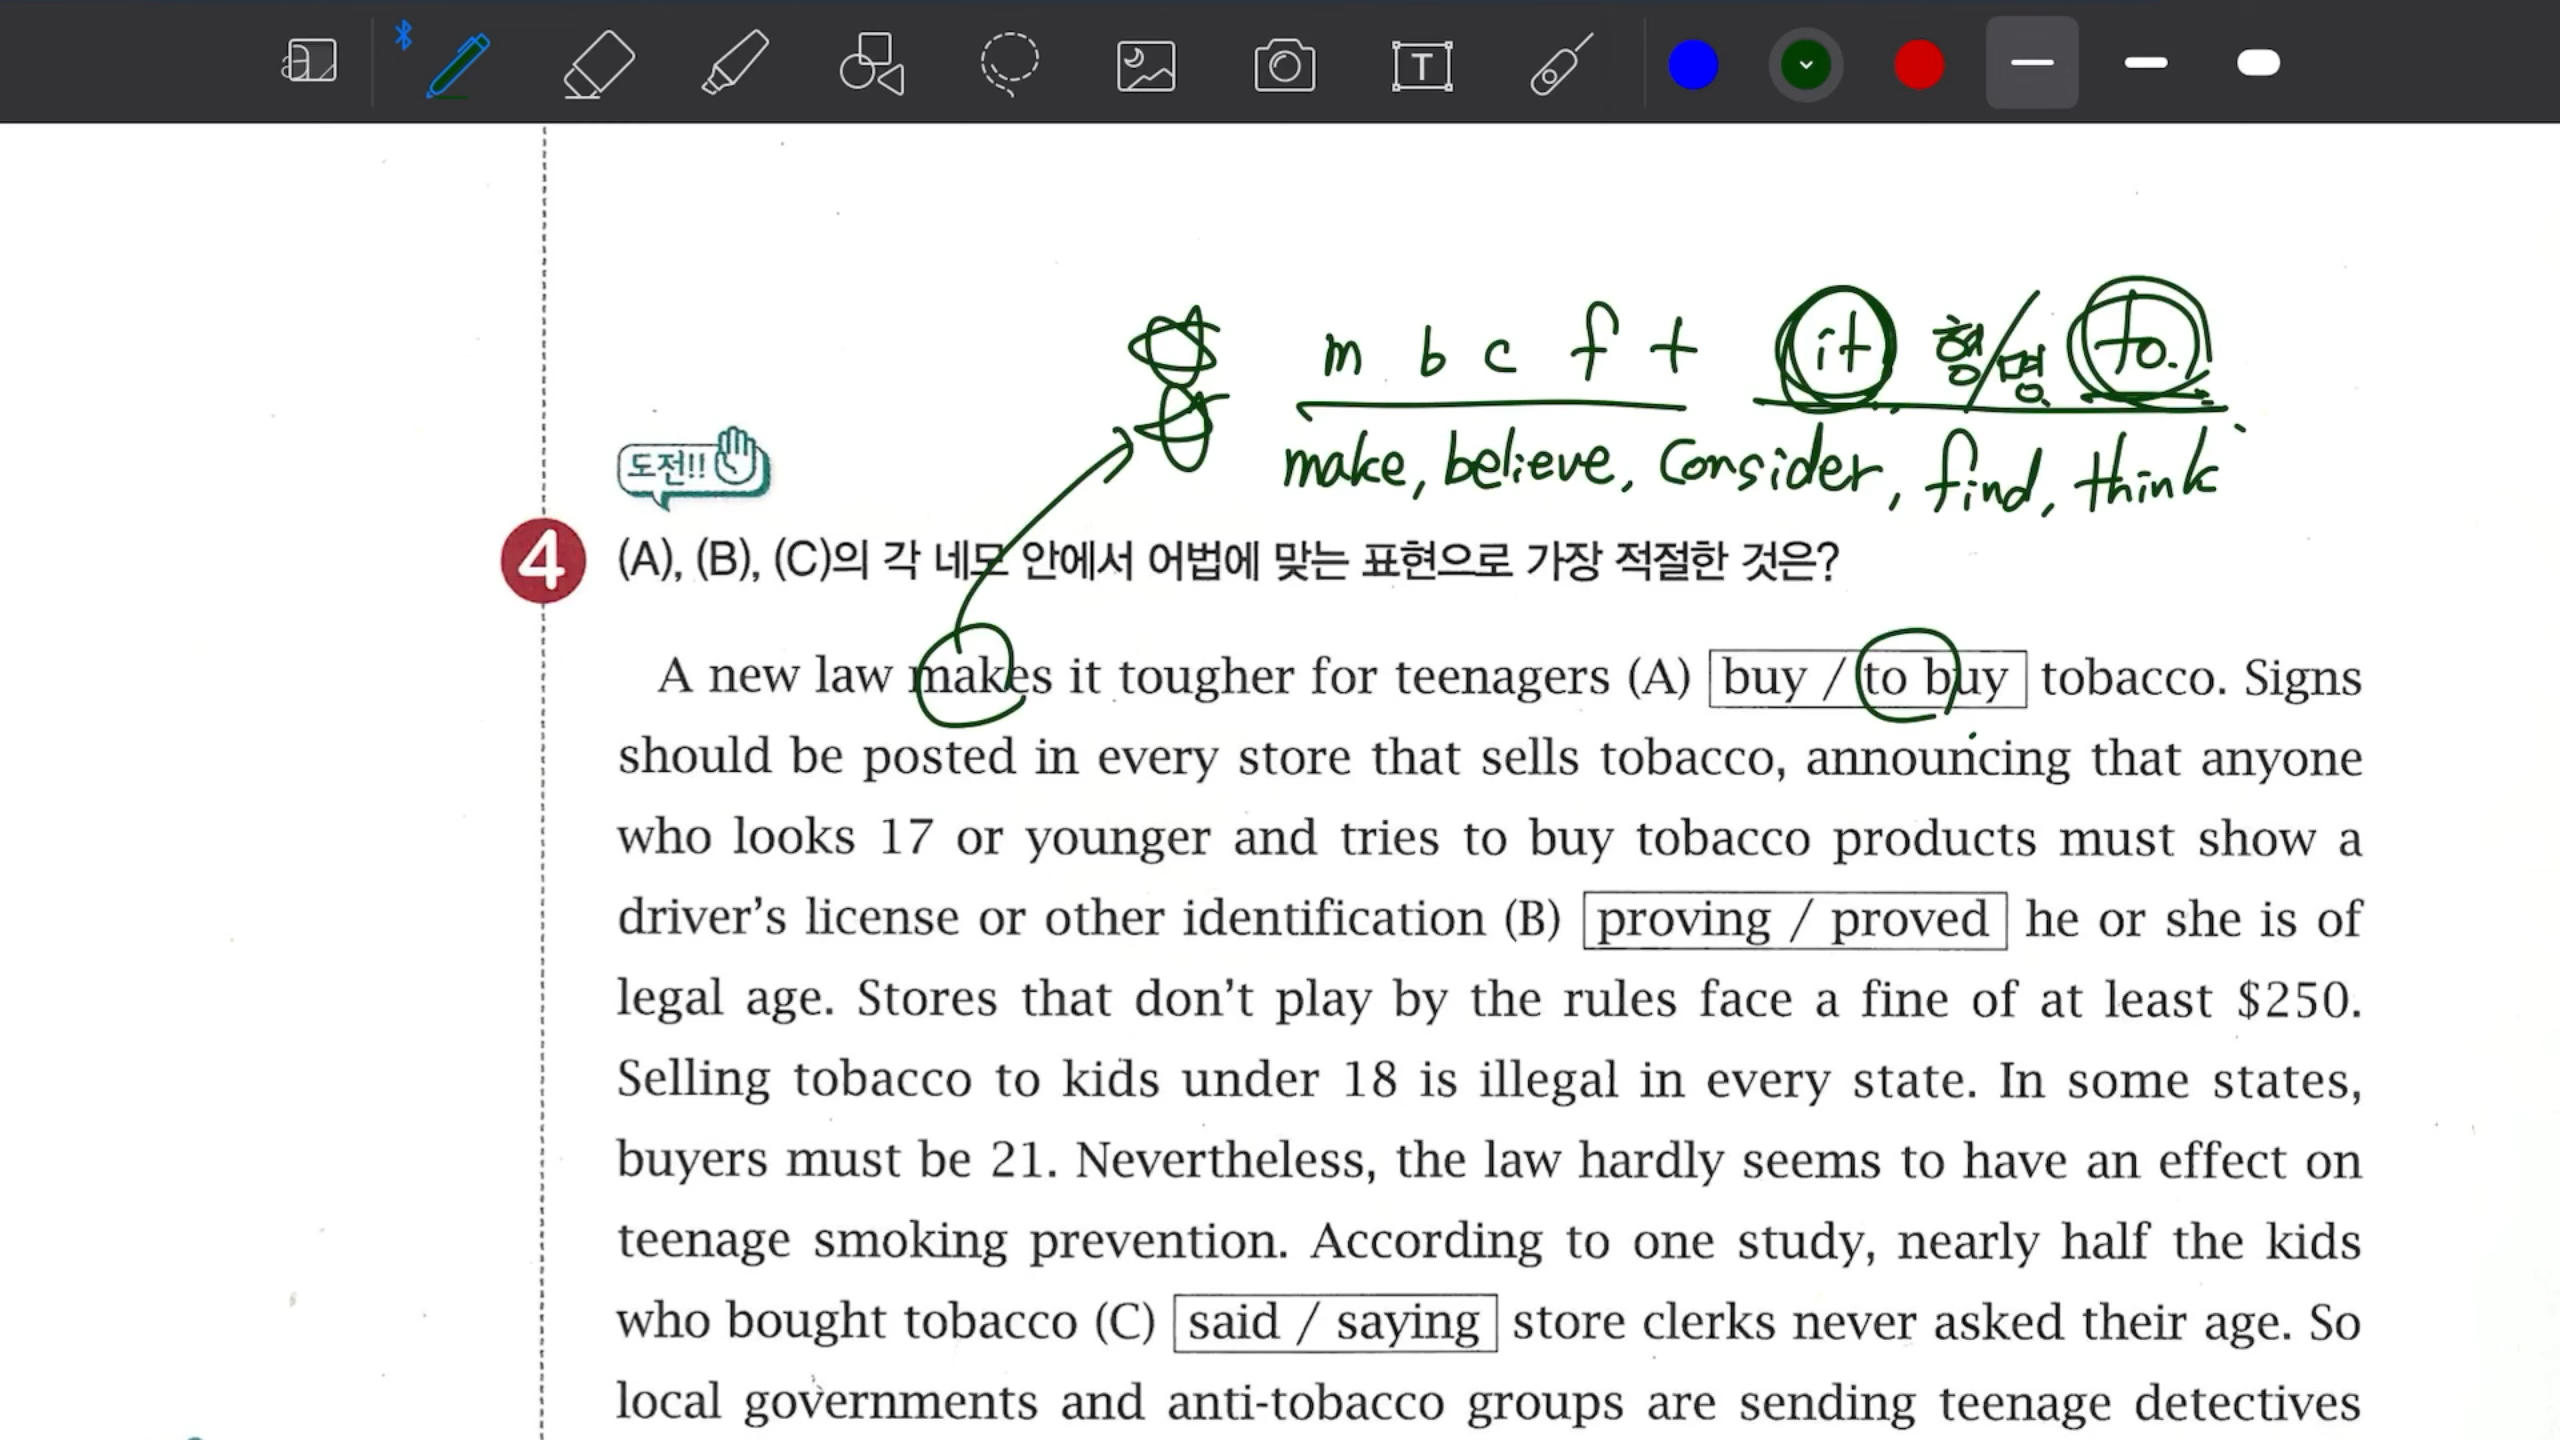 T
m b c f t it 형/명 to.
make, believe, Consider, find, think
도전!!
4 (A), (B), (C)의 각 네모 안에서 어법에 맞는 표현으로 가장 적절한 것은?
A new law makes it tougher for teenagers (A) buy / to buy tobacco. Signs
should be posted in every store that sells tobacco, announcing that anyone
who looks 17 or younger and tries to buy tobacco products must show a
driver’s license or other identification (B) proving / proved he or she is of
legal age. Stores that don’t play by the rules face a fine of at least $250.
Selling tobacco to kids under 18 is illegal in every state. In some states,
buyers must be 21. Nevertheless, the law hardly seems to have an effect on
teenage smoking prevention. According to one study, nearly half the kids
who bought tobacco (C) said / saying store clerks never asked their age. So
local governments and anti-tobacco groups are sending teenage detectives